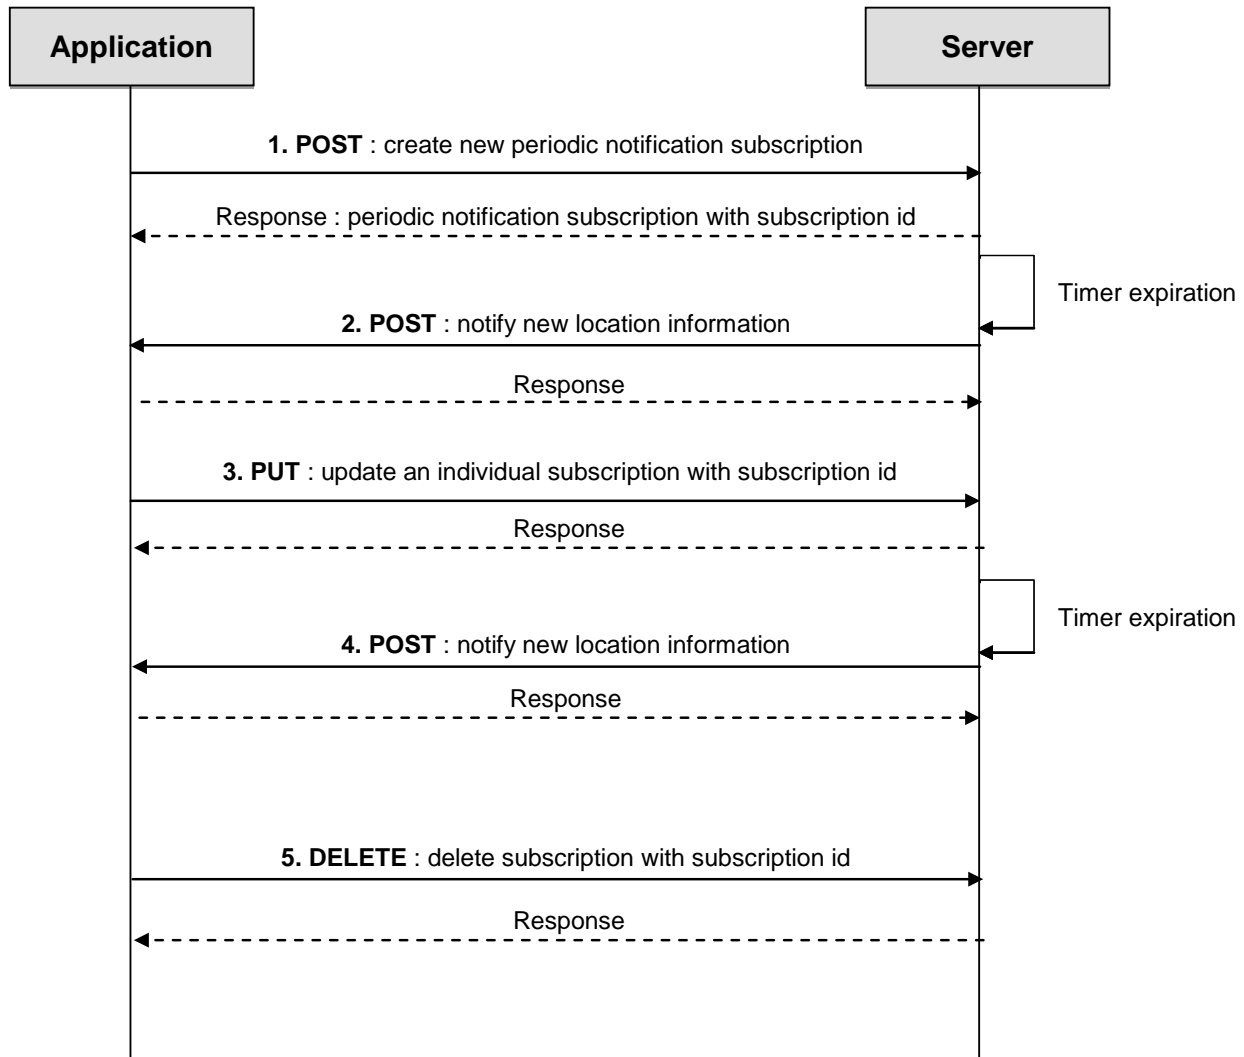 Application
Server
1. POST : create new periodic notification subscription
Response : periodic notification subscription with subscription id
Timer expiration
2. POST : notify new location information
Response
3. PUT : update an individual subscription with subscription id
Response
Timer expiration
4. POST : notify new location information
Response
5. DELETE : delete subscription with subscription id
Response